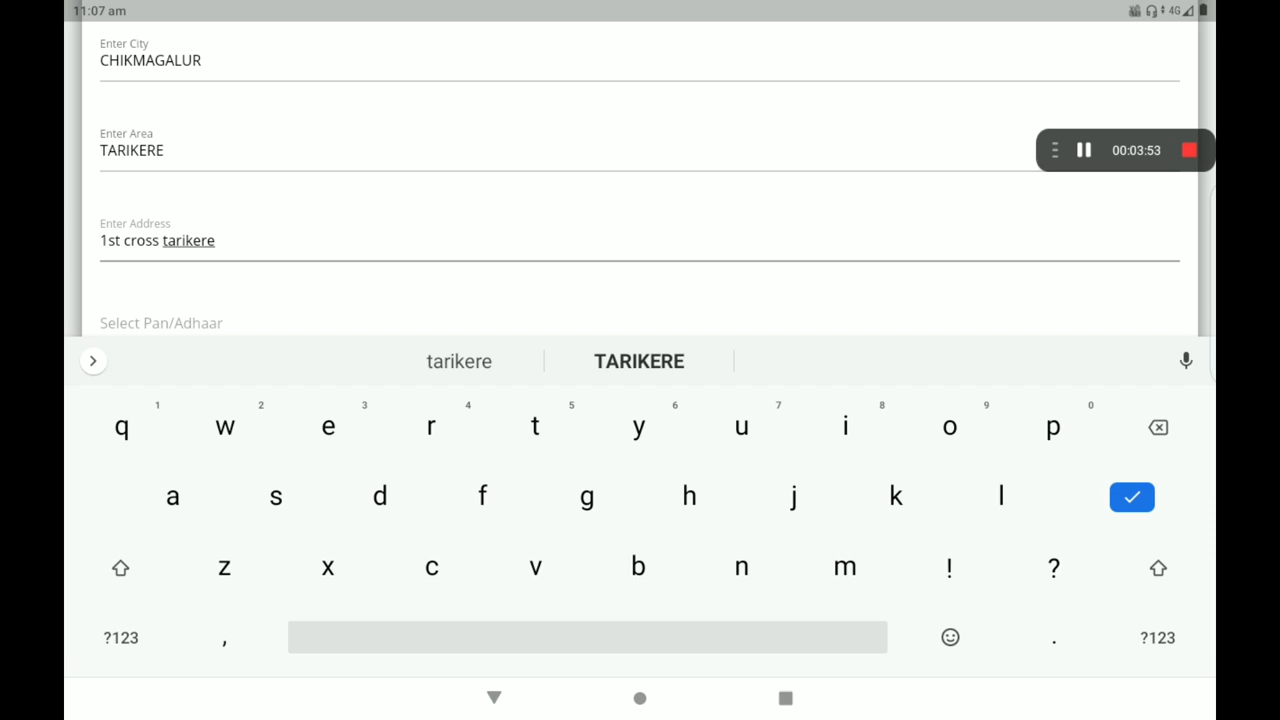 11:07 am
4G
Enter City
CHIKMAGALUR
Enter Area
TARIKERE
00:03:53
Enter Address
1st cross tarikere
Select Pan/Adhaar
tarikere TARIKERE
1 2 3 4 5 6 7 8 9 0
q w e r t y u i o p
a s d f g h j k l
z x c v b n m ! ?
?123 , . ?123